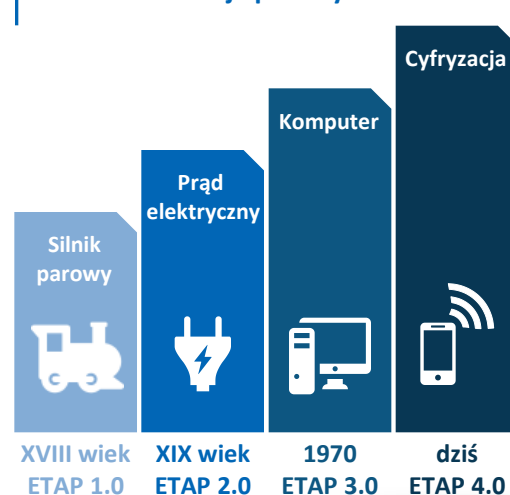 Cyfryzacja
Komputer
Prąd
elektryczny
Silnik
parowy
XVIII wiek
ETAP 1.0
XIX wiek
ETAP 2.0
1970
ETAP 3.0
dziś
ETAP 4.0